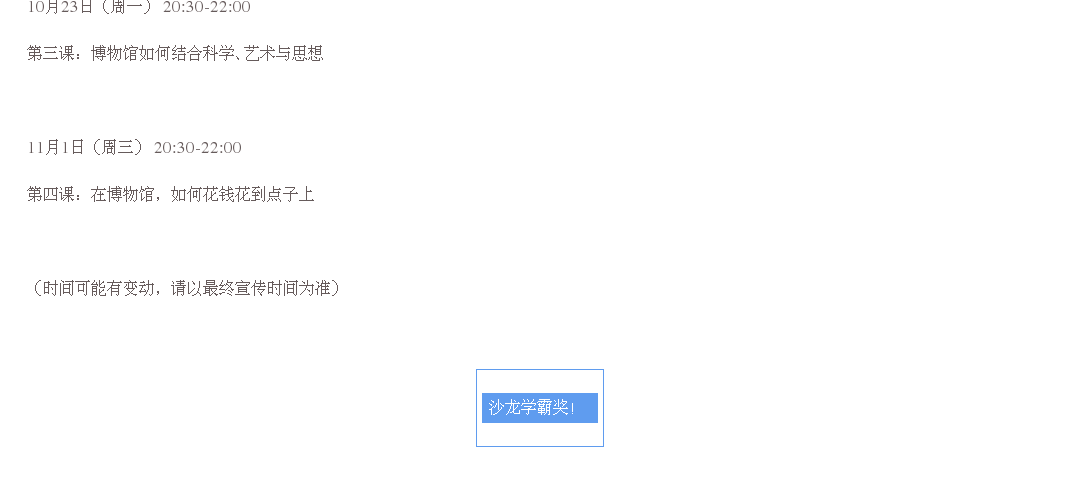 10月23日（周一） 20:30-22:00
第三课：博物馆如何结合科学、艺术与思想
11月1日（周三） 20:30-22:00
第四课：在博物馆，如何花钱花到点子上
（时间可能有变动，请以最终宣传时间为准）
沙龙学霸奖!